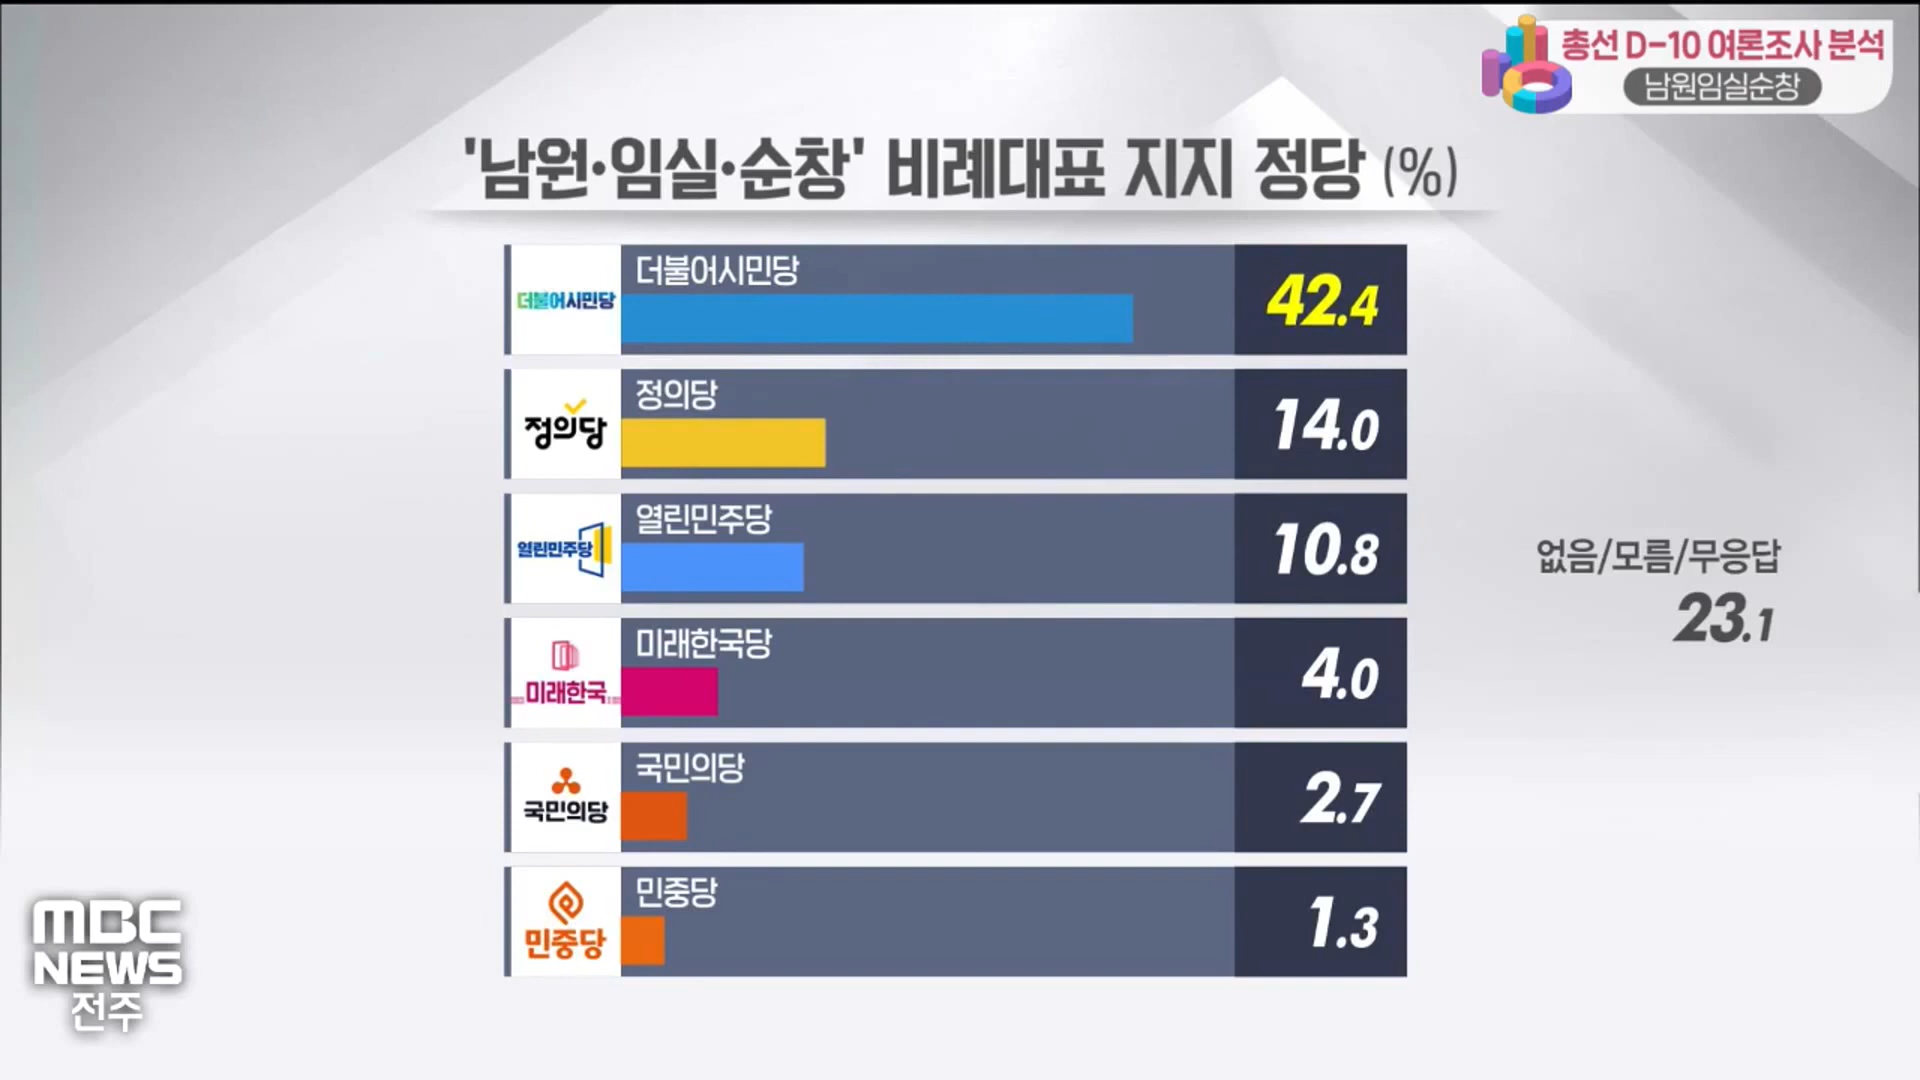 총선 D-10 여론조사 분석
남원임실순창
'남원·임실·순창' 비례대표 지지 정당 (%)
더불어시민당
더불어시민당
42.4
정의당
정의당
14.0
열린민주당
열린민주당
10.8
미래한국
미래한국당
4.0
국민의당
국민의당
2.7
민중당
민중당
1.3
없음/모름/무응답
23.1
MBC
NEWS
전주